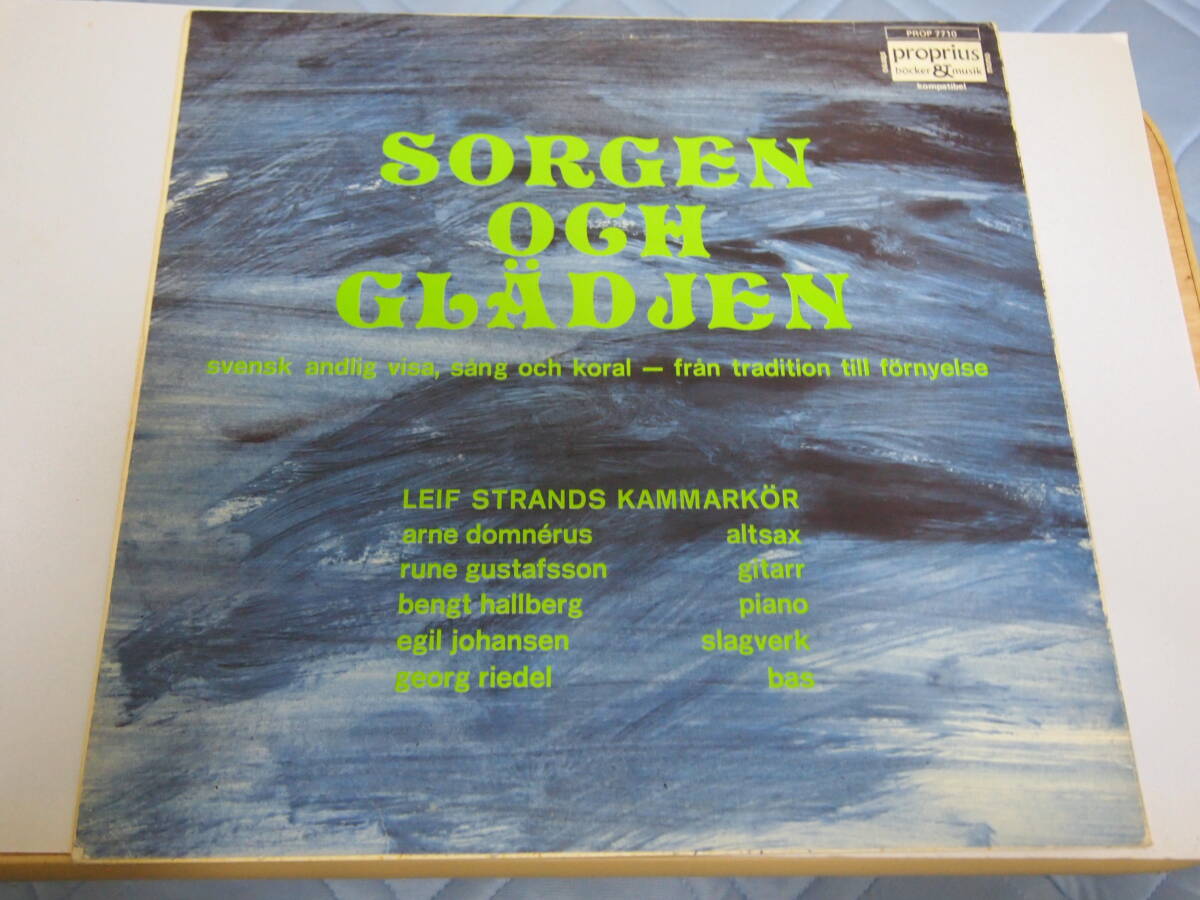 PROP 7710
proprius
böcker & musik
kompatibel
SORGEN
OCH
GLÄDJEN
svensk andlig visa, sång och koral — från tradition till förnyelse
LEIF STRANDS KAMMARKÖR
arne domnérus altsax
rune gustafsson gitarr
bengt hallberg piano
egil johansen slagverk
georg riedel bas